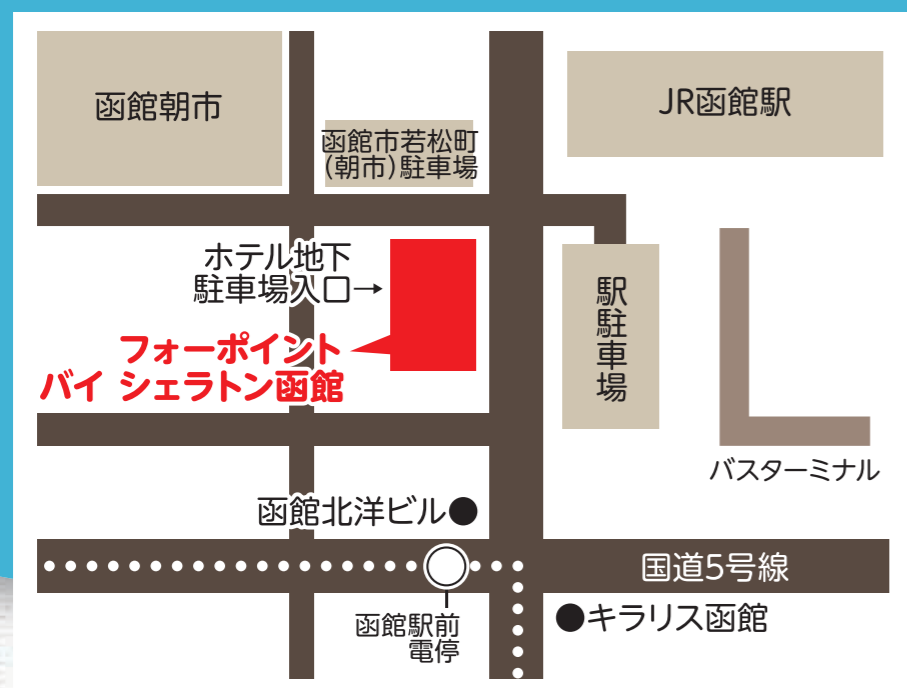 函館朝市
函館市若松町
(朝市)駐車場
JR函館駅
ホテル地下
駐車場入口→
フォーポイント
バイ シェラトン函館
駅駐車場
バスターミナル
函館北洋ビル●
国道5号線
函館駅前
電停
●キラリス函館